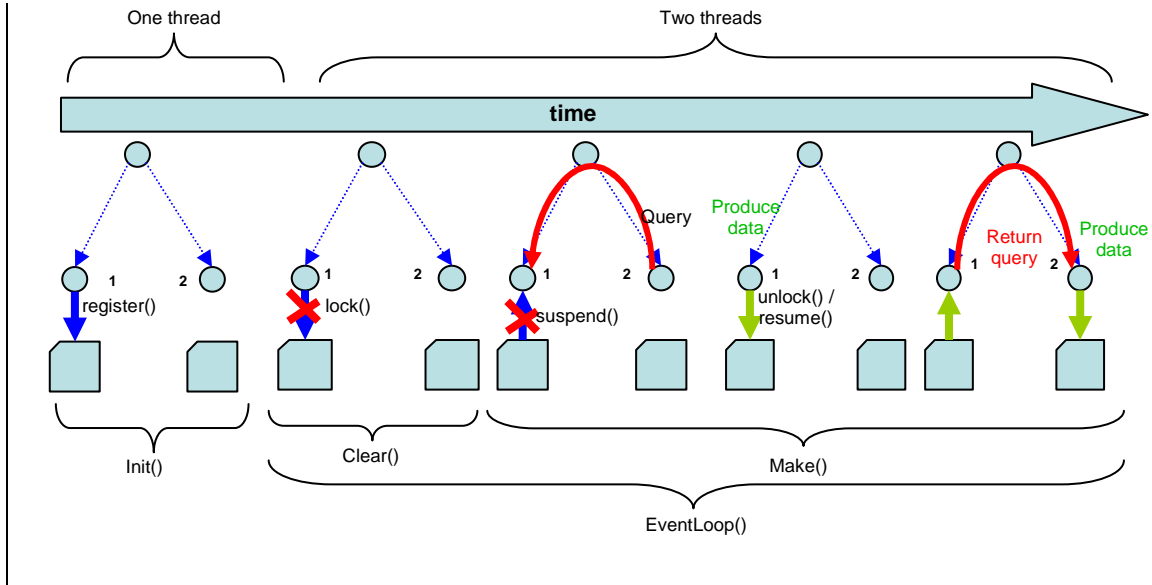 One thread
Two threads
time
Query
Produce
data
Return
query
Produce
data
1
2
1
2
1
2
1
2
1
2
register()
lock()
suspend()
unlock() /
resume()
Init()
Clear()
Make()
EventLoop()